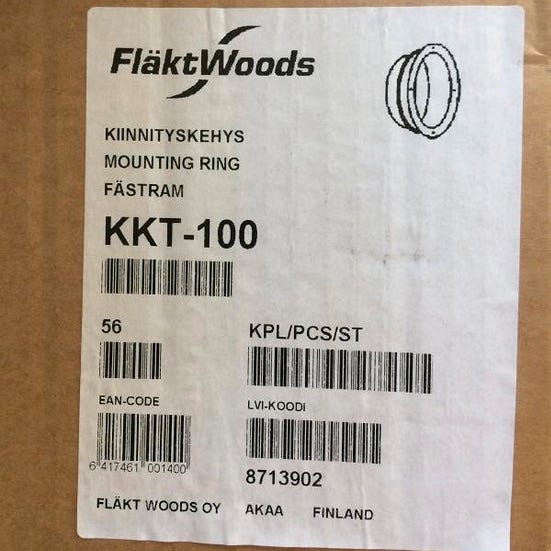 FläktWoods
KIINNITYSKEHYS
MOUNTING RING
FÄSTRAM
KKT-100
56
KPL/PCS/ST
EAN-CODE
LVI-KOODI
6 417461 001400
8713902
FLÄKT WOODS OY AKAA FINLAND